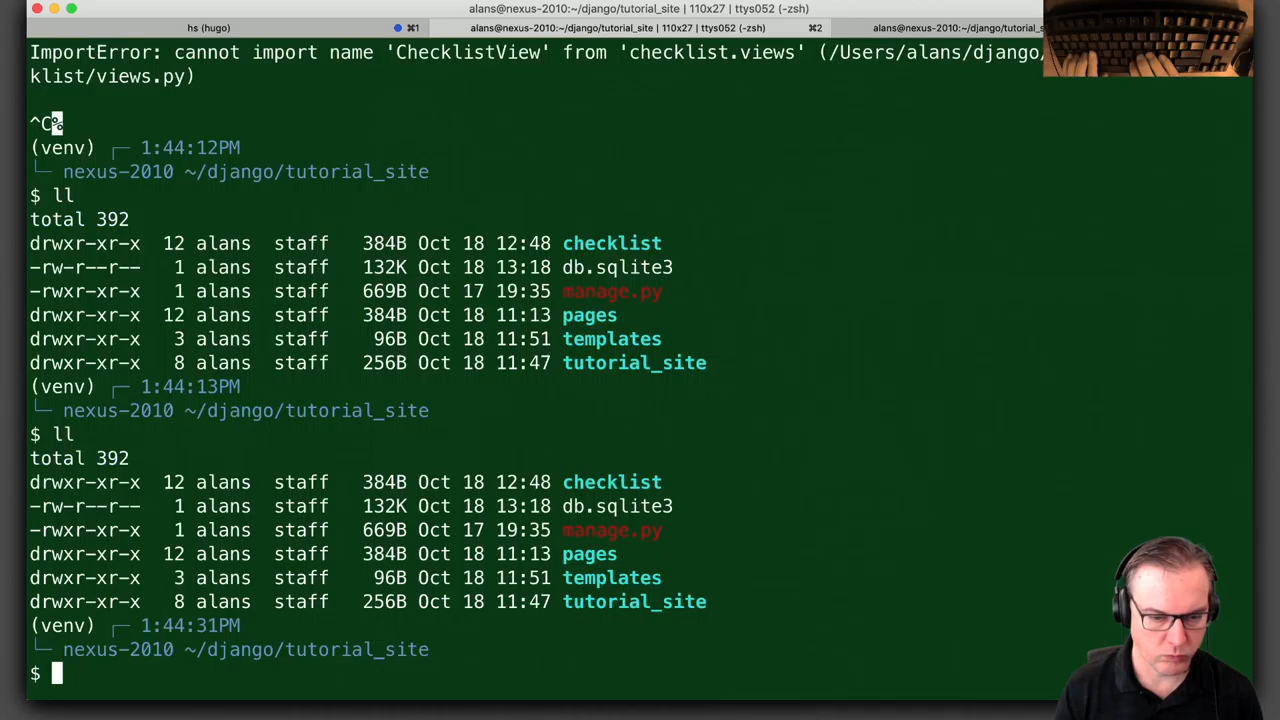 alans@nexus-2010:~/django/tutorial_site | 110x27 | ttys052 (-zsh)
hs (hugo) ⌘1 alans@nexus-2010:~/django/tutorial_site | 110x27 | ttys052 (-zsh) ⌘2 alans@nexus-2010:~/django/
ImportError: cannot import name 'ChecklistView' from 'checklist.views' (/Users/alans/django/
klist/views.py)
^C%
(venv) ┌─ 1:44:12PM
└─ nexus-2010 ~/django/tutorial_site
$ ll
total 392
drwxr-xr-x 12 alans staff 384B Oct 18 12:48 checklist
-rw-r--r-- 1 alans staff 132K Oct 18 13:18 db.sqlite3
-rwxr-xr-x 1 alans staff 669B Oct 17 19:35 manage.py
drwxr-xr-x 12 alans staff 384B Oct 18 11:13 pages
drwxr-xr-x 3 alans staff 96B Oct 18 11:51 templates
drwxr-xr-x 8 alans staff 256B Oct 18 11:47 tutorial_site
(venv) ┌─ 1:44:13PM
└─ nexus-2010 ~/django/tutorial_site
$ ll
total 392
drwxr-xr-x 12 alans staff 384B Oct 18 12:48 checklist
-rw-r--r-- 1 alans staff 132K Oct 18 13:18 db.sqlite3
-rwxr-xr-x 1 alans staff 669B Oct 17 19:35 manage.py
drwxr-xr-x 12 alans staff 384B Oct 18 11:13 pages
drwxr-xr-x 3 alans staff 96B Oct 18 11:51 templates
drwxr-xr-x 8 alans staff 256B Oct 18 11:47 tutorial_site
(venv) ┌─ 1:44:31PM
└─ nexus-2010 ~/django/tutorial_site
$